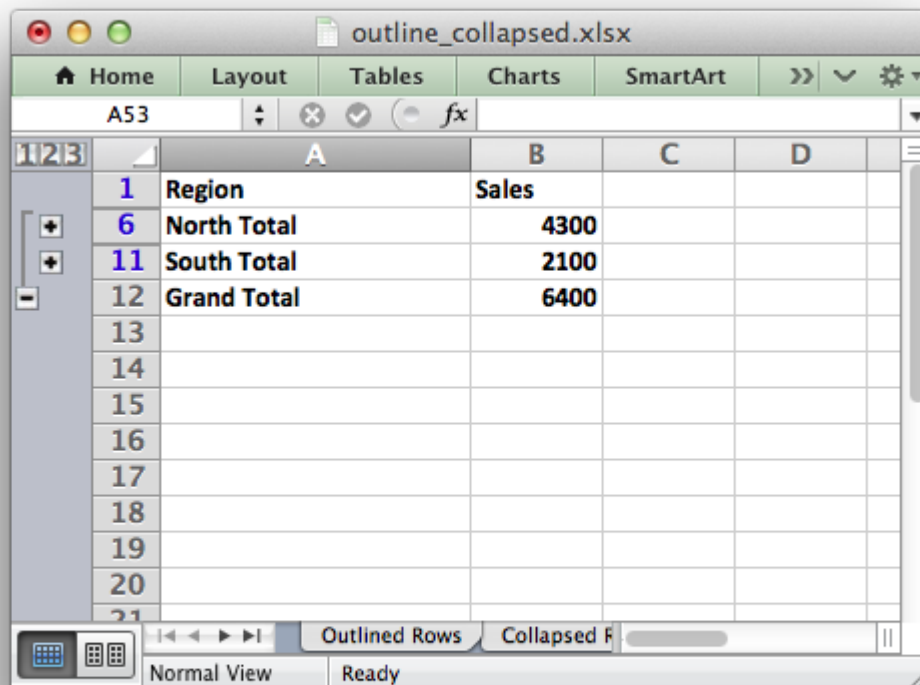 outline_collapsed.xlsx
Home Layout Tables Charts SmartArt
A53 fx
1 2 3 A B C D
1 Region Sales
6 North Total 4300
11 South Total 2100
12 Grand Total 6400
13
14
15
16
17
18
19
20
21
Outlined Rows Collapsed R
Normal View Ready